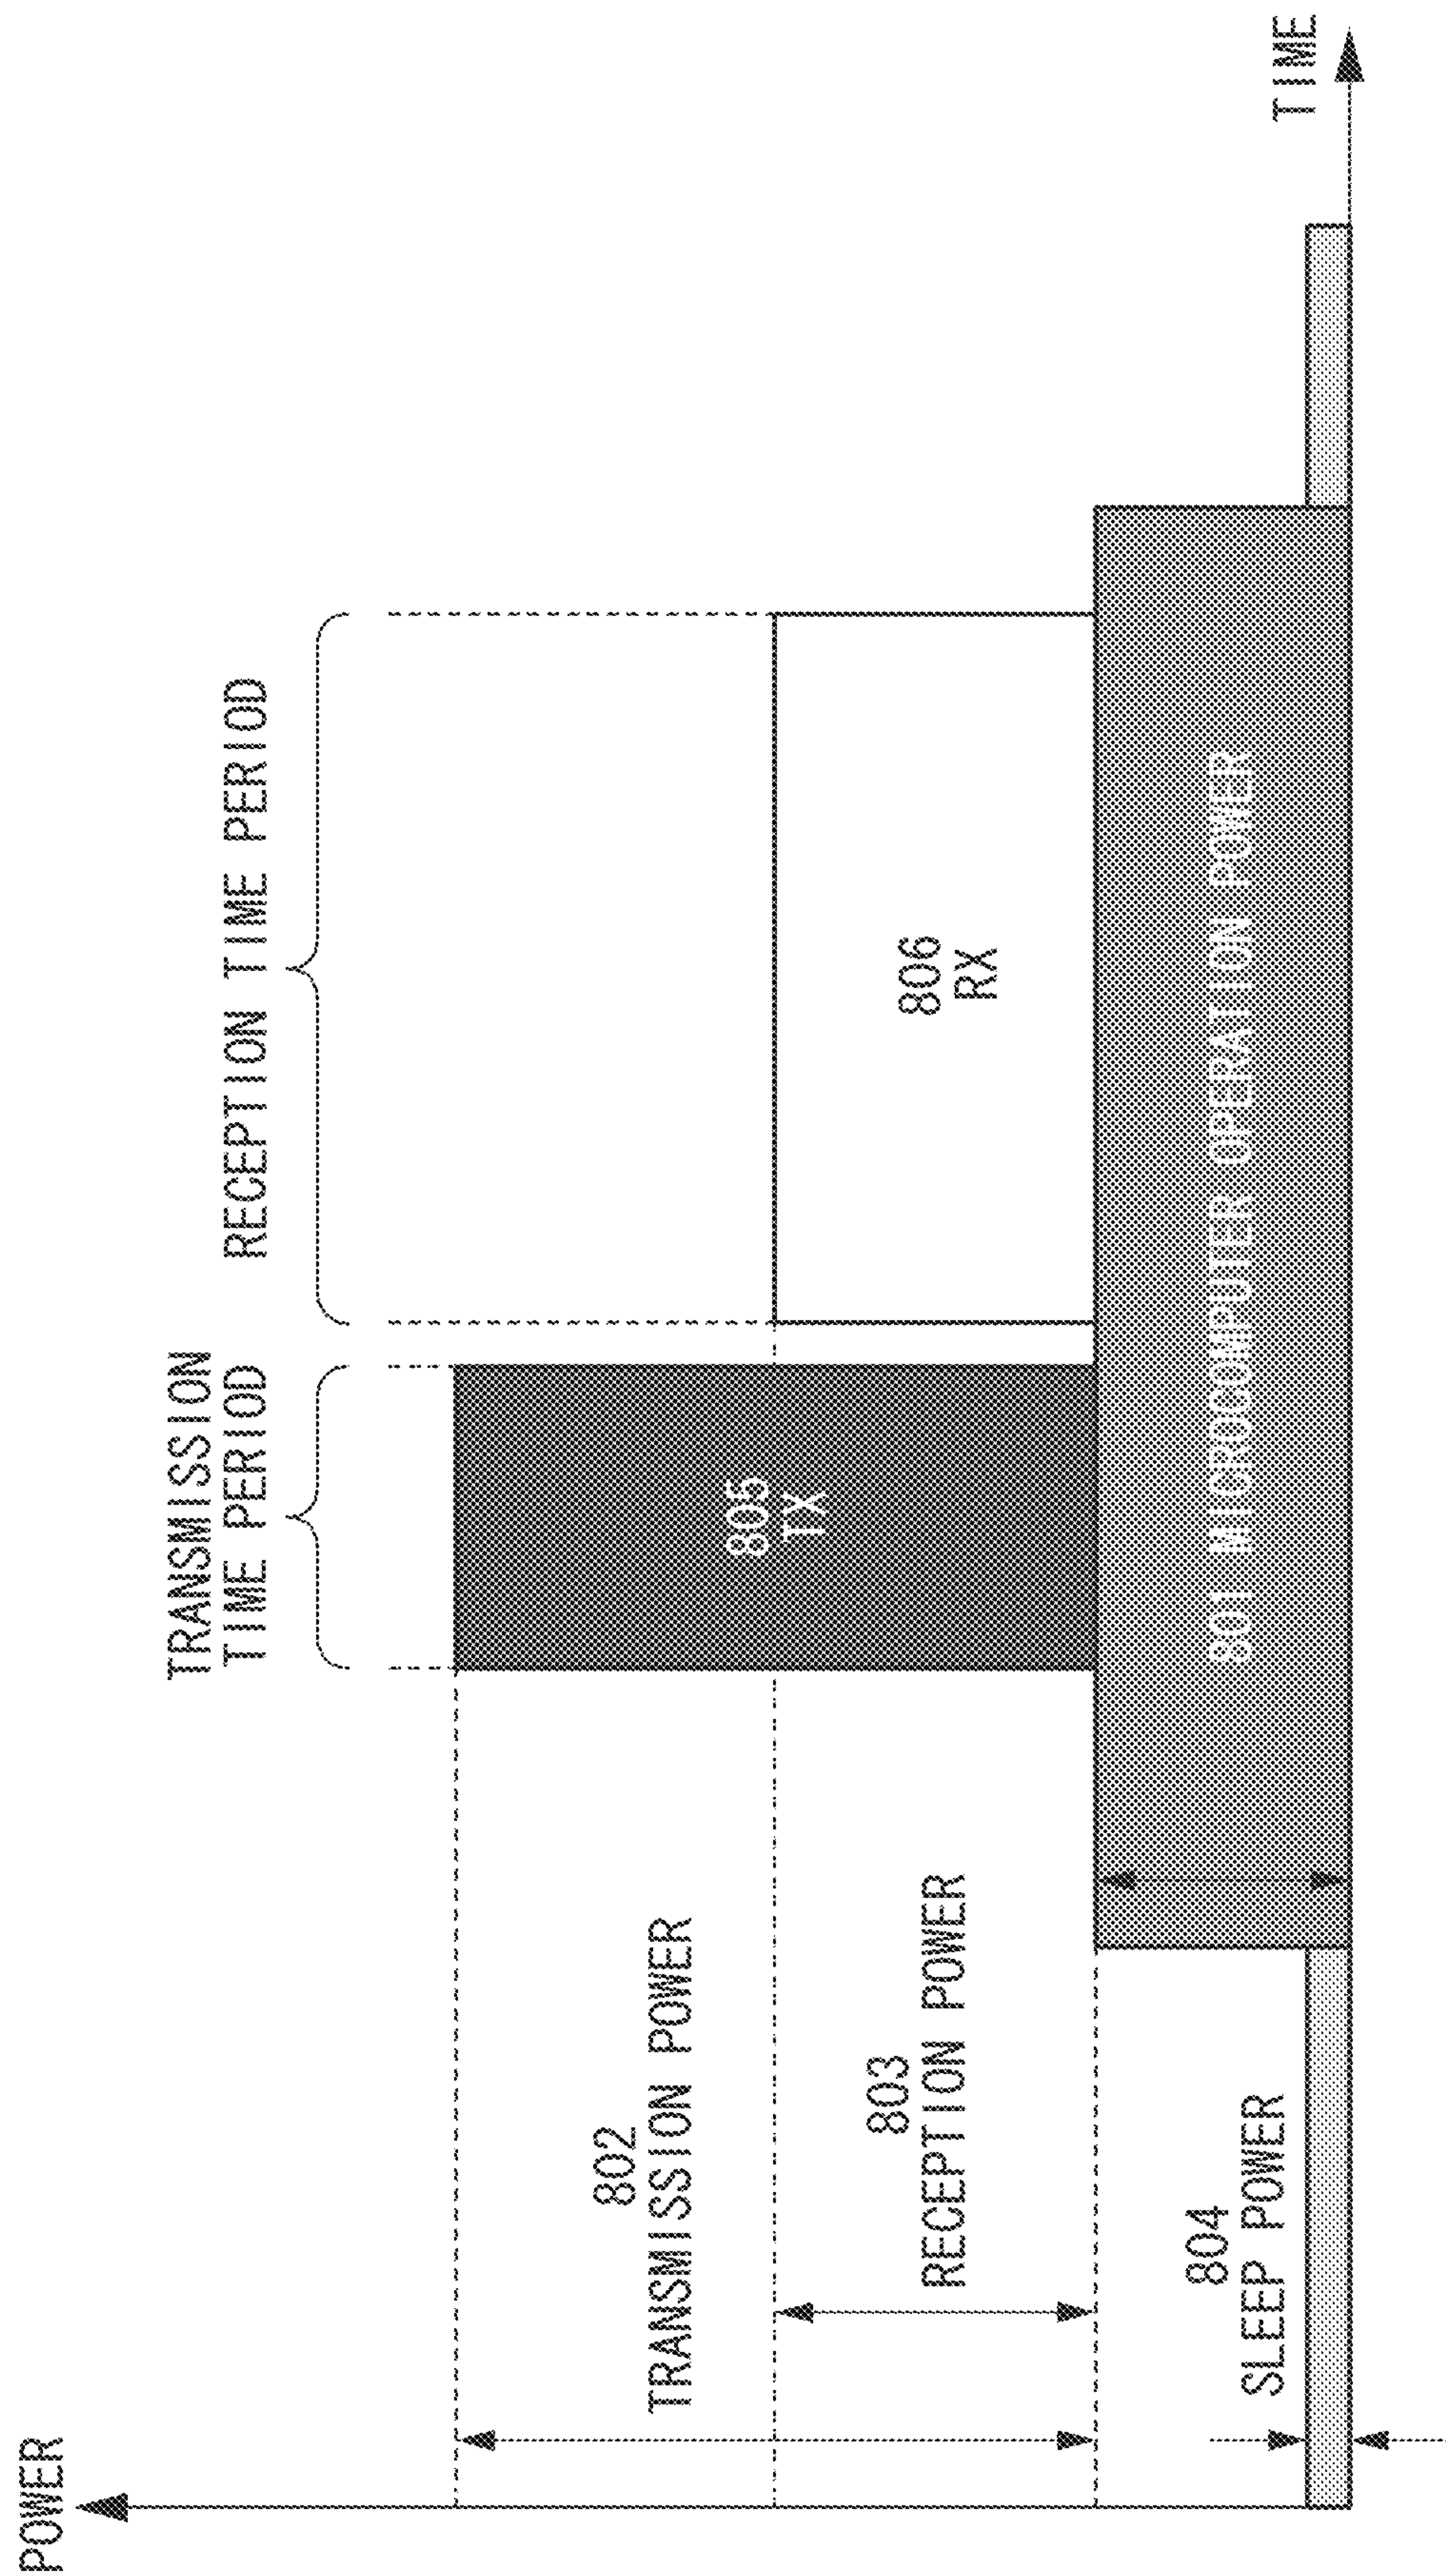 POWER
TRANSMISSION
TIME PERIOD
RECEPTION TIME PERIOD
802
TRANSMISSION POWER
803
RECEPTION POWER
805
TX
806
RX
804
SLEEP POWER
801 MICROCOMPUTER OPERATION POWER
TIME